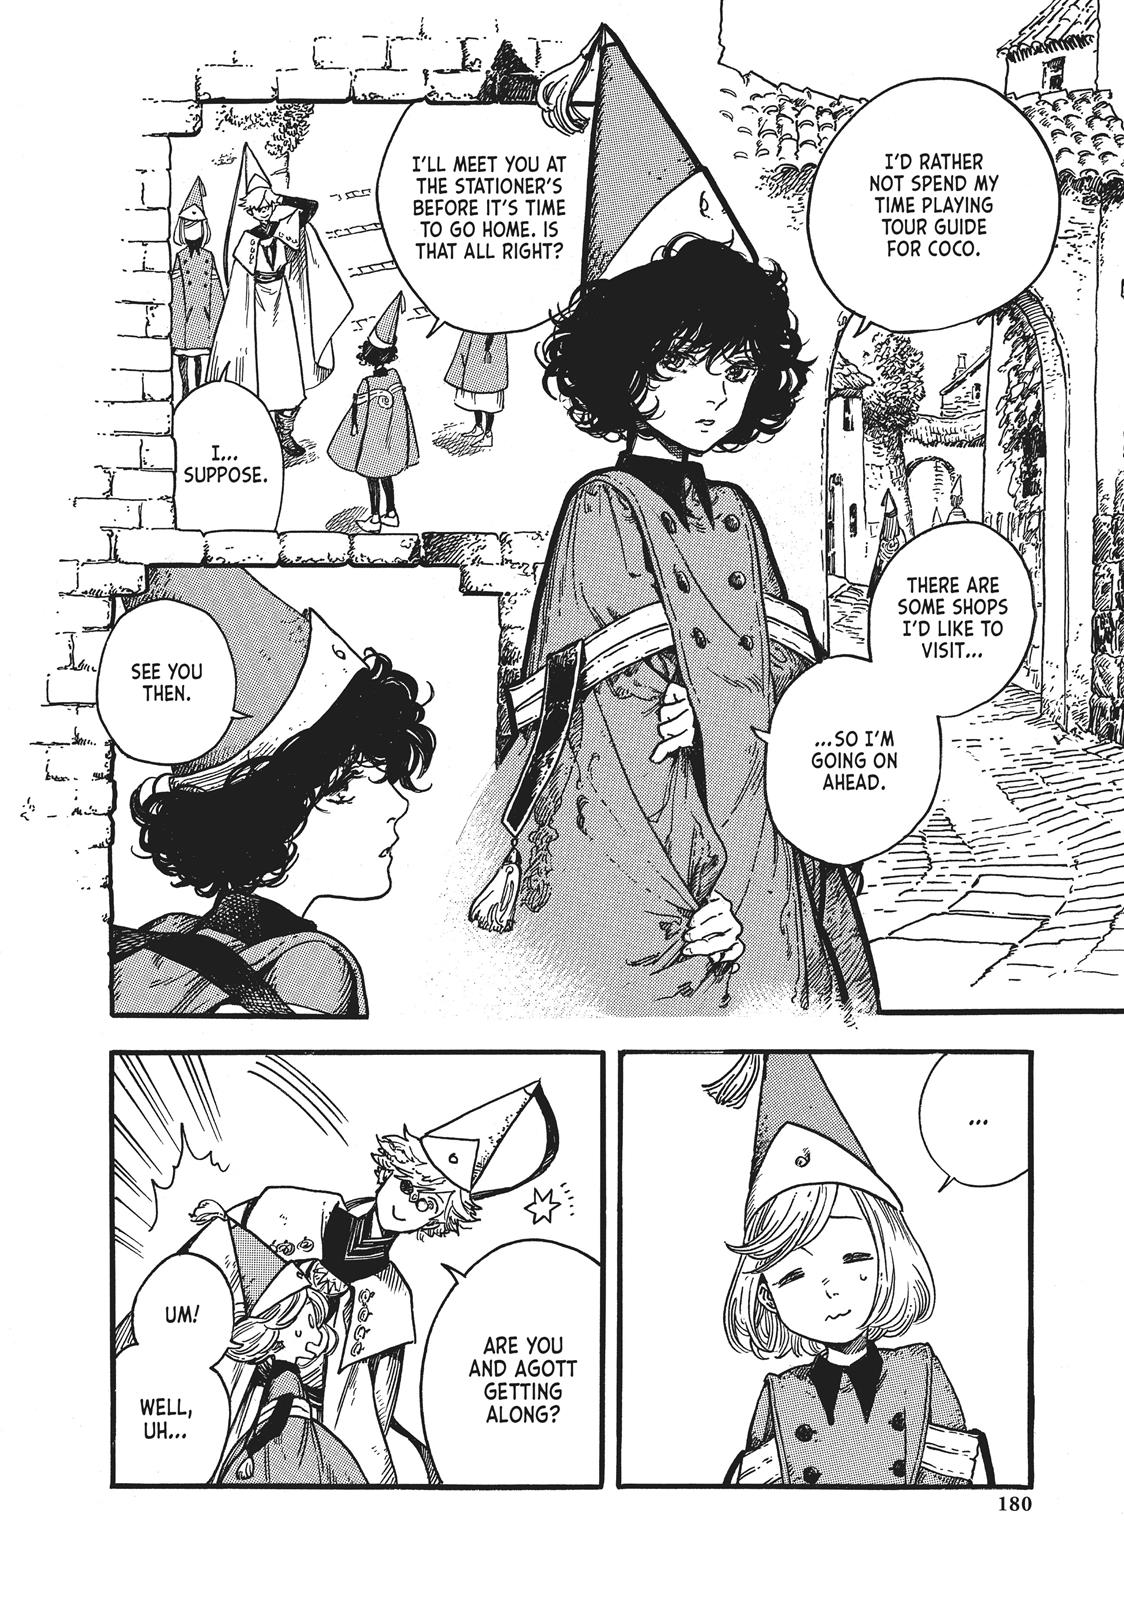 I'D RATHER
NOT SPEND MY
TIME PLAYING
TOUR GUIDE
FOR COCO.
THERE ARE
SOME SHOPS
I'D LIKE TO
VISIT...
...SO I'M
GOING ON
AHEAD.
I'LL MEET YOU AT
THE STATIONER'S
BEFORE IT'S TIME
TO GO HOME. IS
THAT ALL RIGHT?
I...
SUPPOSE.
SEE YOU
THEN.
...
ARE YOU
AND AGOTT
GETTING
ALONG?
UM!
WELL,
UH...
180